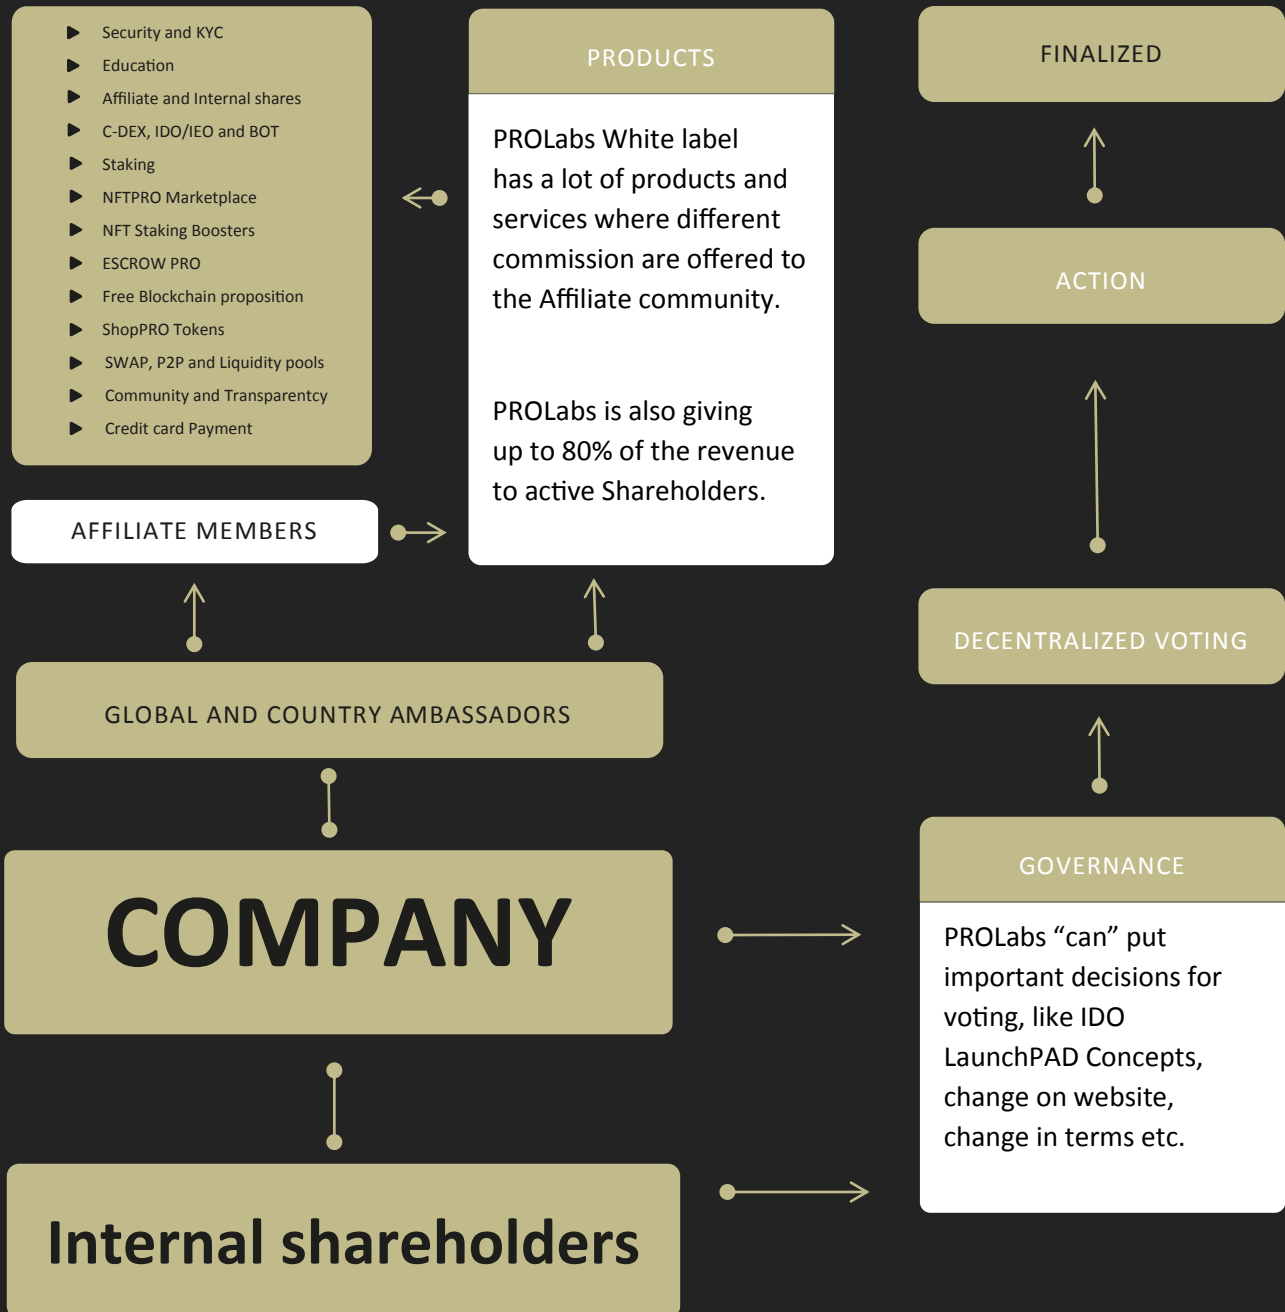 Security and KYC
Education
Affiliate and Internal shares
C-DEX, IDO/IEO and BOT
Staking
NFTPRO Marketplace
NFT Staking Boosters
ESCROW PRO
Free Blockchain proposition
ShopPRO Tokens
SWAP, P2P and Liquidity pools
Community and Transparentcy
Credit card Payment
AFFILIATE MEMBERS
PRODUCTS
PROLabs White label
has a lot of products and
services where different
commission are offered to
the Affiliate community.
PROLabs is also giving
up to 80% of the revenue
to active Shareholders.
GLOBAL AND COUNTRY AMBASSADORS
COMPANY
Internal shareholders
FINALIZED
ACTION
DECENTRALIZED VOTING
GOVERNANCE
PROLabs “can” put
important decisions for
voting, like IDO
LaunchPAD Concepts,
change on website,
change in terms etc.